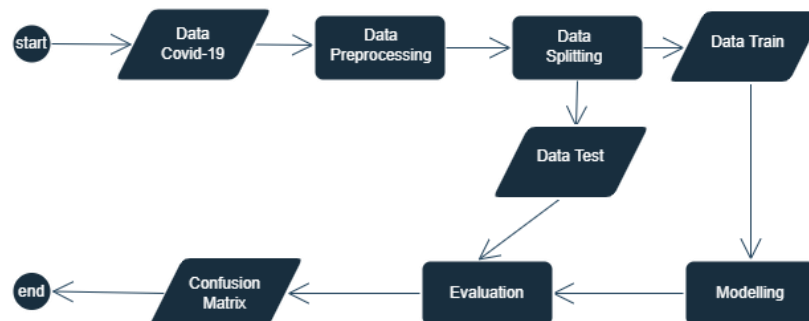 start
Data
Covid-19
Data
Preprocessing
Data
Splitting
Data Train
Data Test
end
Confusion
Matrix
Evaluation
Modelling